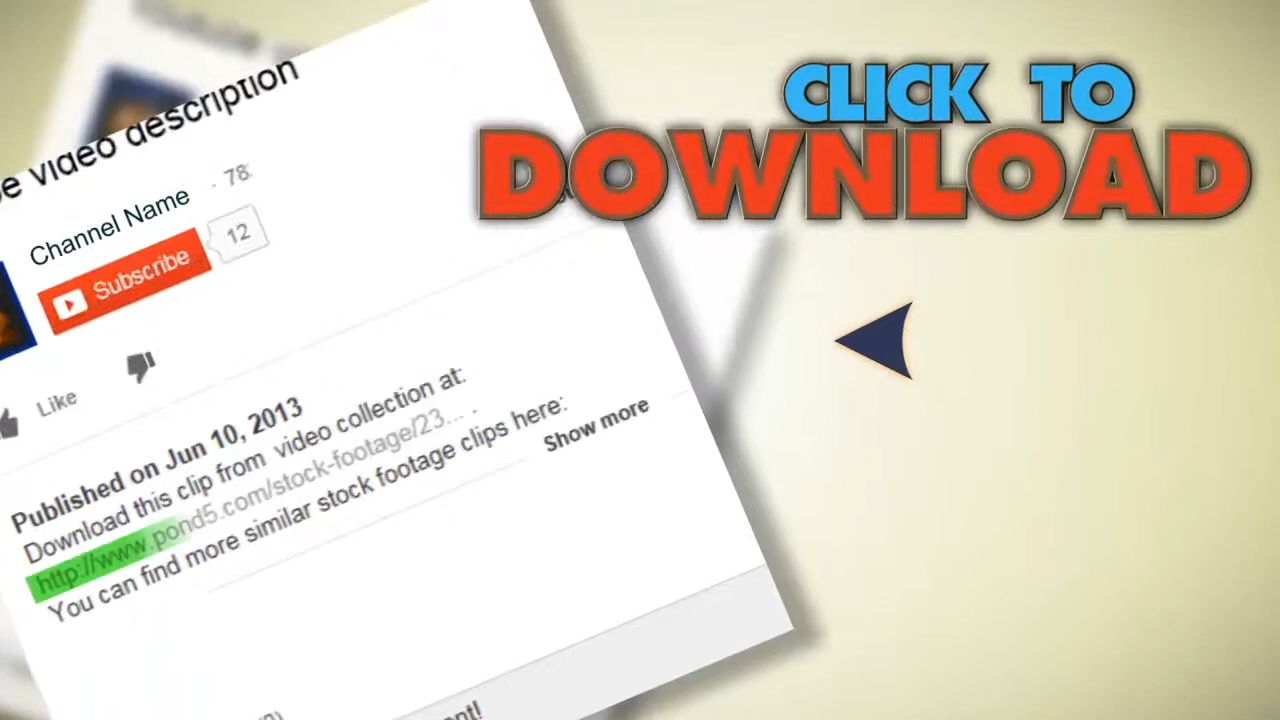 CLICK TO
DOWNLOAD
video description
Channel Name
Subscribe
12
Like
Published on Jun 10, 2013
Download this clip from video collection at:
http://www.pond5.com/stock-footage/23...
You can find more similar stock footage clips here:
Show more